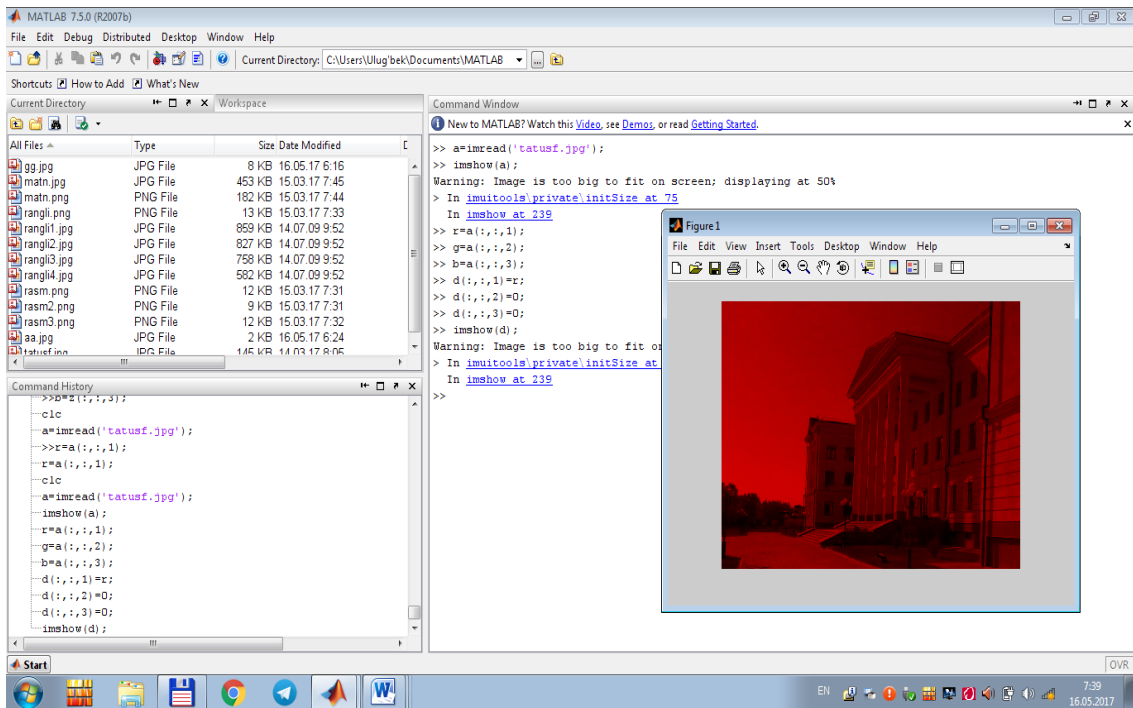 MATLAB 7.5.0 (R2007b)
File Edit Debug Distributed Desktop Window Help
Current Directory: C:\Users\Ulug'bek\Documents\MATLAB
Shortcuts How to Add What's New
Current Directory Workspace
All Files Type Size Date Modified D
gg.jpg JPG File 8 KB 16.05.17 6:16
matn.jpg JPG File 453 KB 15.03.17 7:45
matn.png PNG File 182 KB 15.03.17 7:44
rangli.png PNG File 13 KB 15.03.17 7:33
rangli1.jpg JPG File 859 KB 14.07.09 9:52
rangli2.jpg JPG File 827 KB 14.07.09 9:52
rangli3.jpg JPG File 758 KB 14.07.09 9:52
rangli4.jpg JPG File 582 KB 14.07.09 9:52
rasm.png PNG File 12 KB 15.03.17 7:31
rasm2.png PNG File 9 KB 15.03.17 7:31
rasm3.png PNG File 12 KB 15.03.17 7:32
aa.jpg JPG File 2 KB 16.05.17 6:24
tatusf.jpg JPG File 145 KB 14.03.17 8:05
Command History
>>b=z(:,:,3);
clc
a=imread('tatusf.jpg');
>>r=a(:,:,1);
r=a(:,:,1);
clc
a=imread('tatusf.jpg');
imshow(a);
r=a(:,:,1);
g=a(:,:,2);
b=a(:,:,3);
d(:,:,1)=r;
d(:,:,2)=0;
d(:,:,3)=0;
imshow(d);
Command Window
New to MATLAB? Watch this Video, see Demos, or read Getting Started.
>> a=imread('tatusf.jpg');
>> imshow(a);
Warning: Image is too big to fit on screen; displaying at 50%
> In imuitools\private\initSize at 75
In imshow at 239
>> r=a(:,:,1);
>> g=a(:,:,2);
>> b=a(:,:,3);
>> d(:,:,1)=r;
>> d(:,:,2)=0;
>> d(:,:,3)=0;
>> imshow(d);
Warning: Image is too big to fit o
> In imuitools\private\initSize at
In imshow at 239
>>
Figure 1
File Edit View Insert Tools Desktop Window Help
Start OVR
EN 7:39
16.05.2017